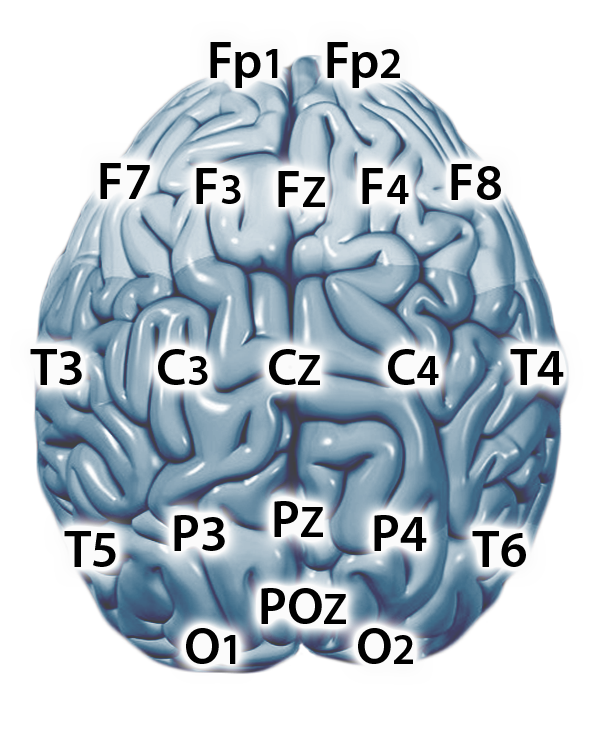 Fp1 Fp2
F7 F3 Fz F4 F8
T3 C3 Cz C4 T4
T5 P3 Pz P4 T6
POz
O1 O2